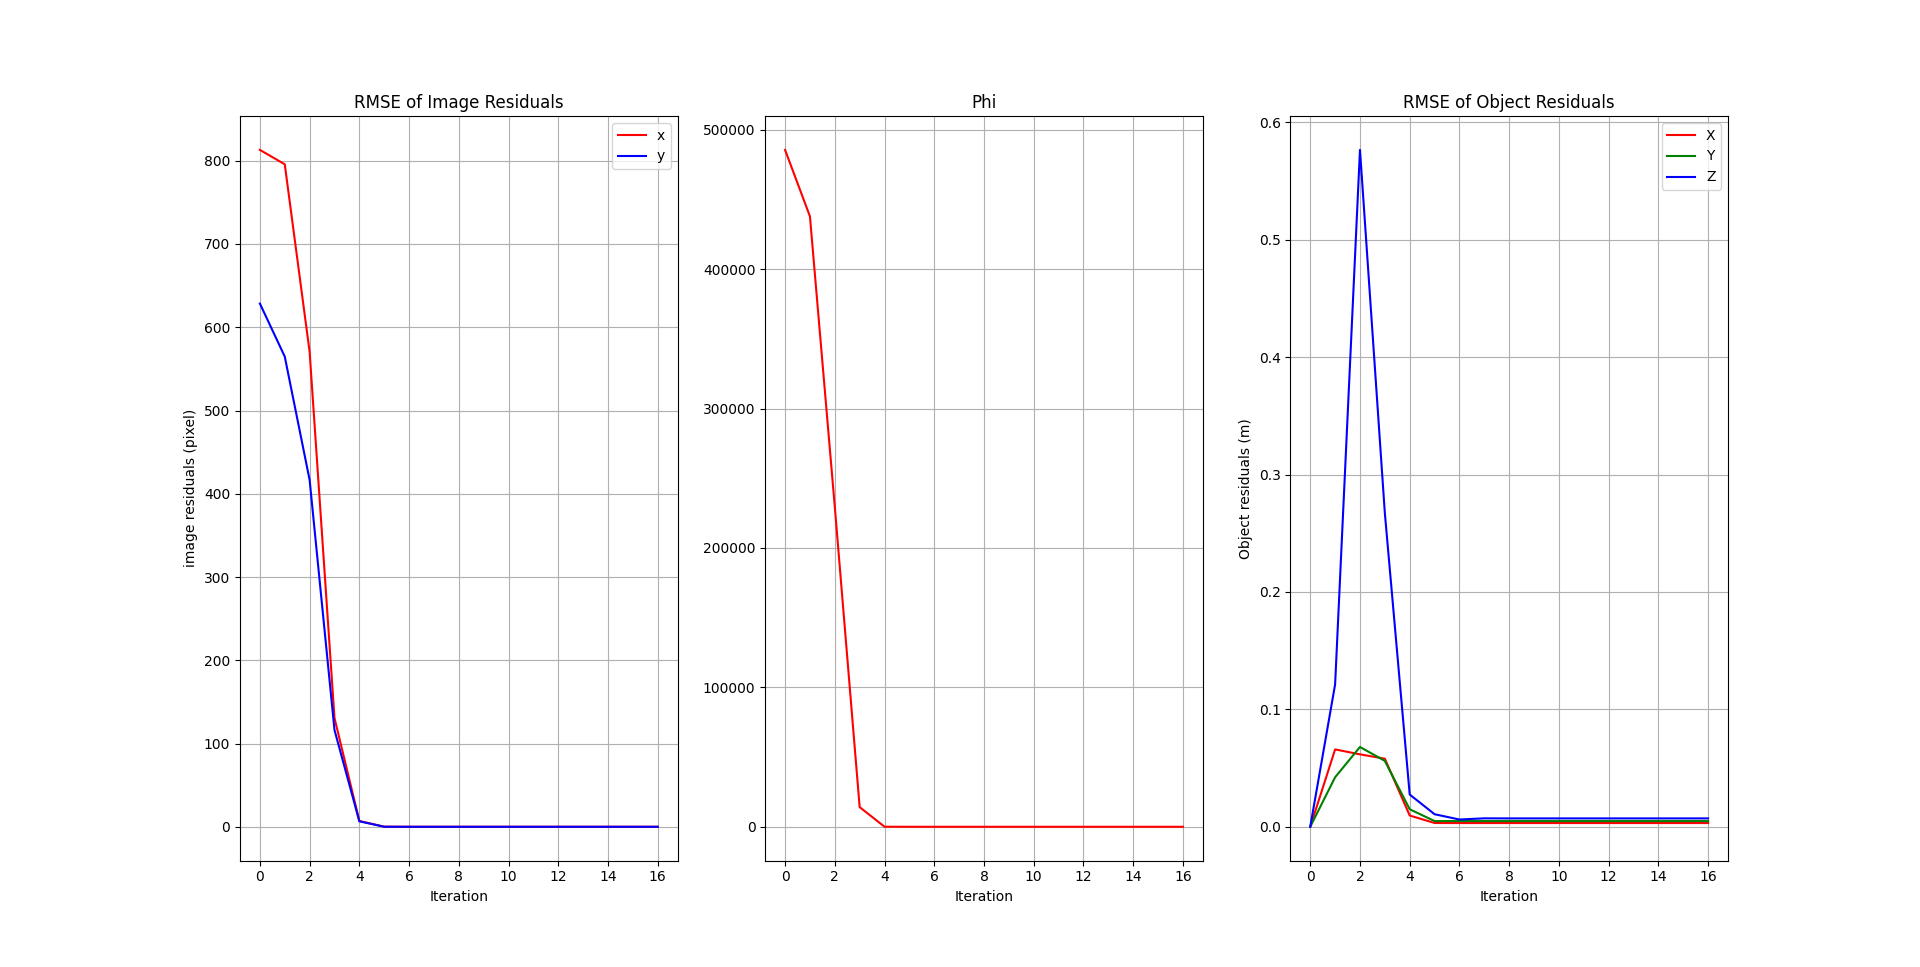 RMSE of Image Residuals
x
y
800
700
600
500
400
300
200
100
0
image residuals (pixel)
0 2 4 6 8 10 12 14 16
Iteration
Phi
500000
400000
300000
200000
100000
0
0 2 4 6 8 10 12 14 16
Iteration
RMSE of Object Residuals
X
Y
Z
0.6
0.5
0.4
0.3
0.2
0.1
0.0
Object residuals (m)
0 2 4 6 8 10 12 14 16
Iteration